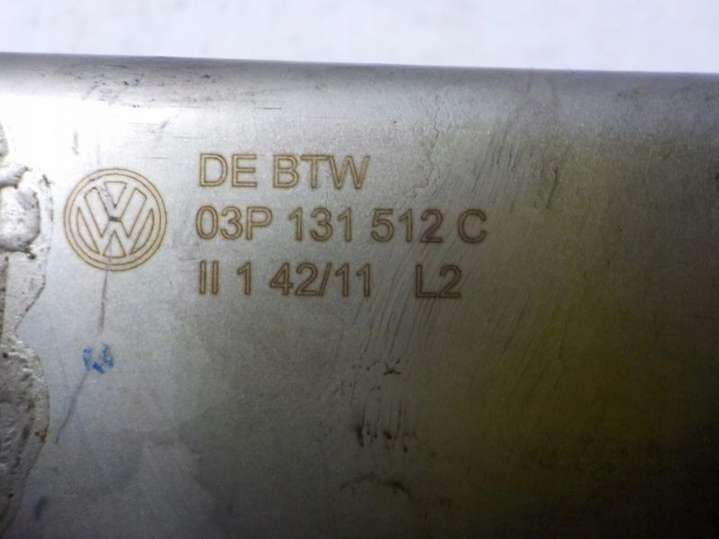 DE BTW
03P 131 512 C
II 1 42/11 L2